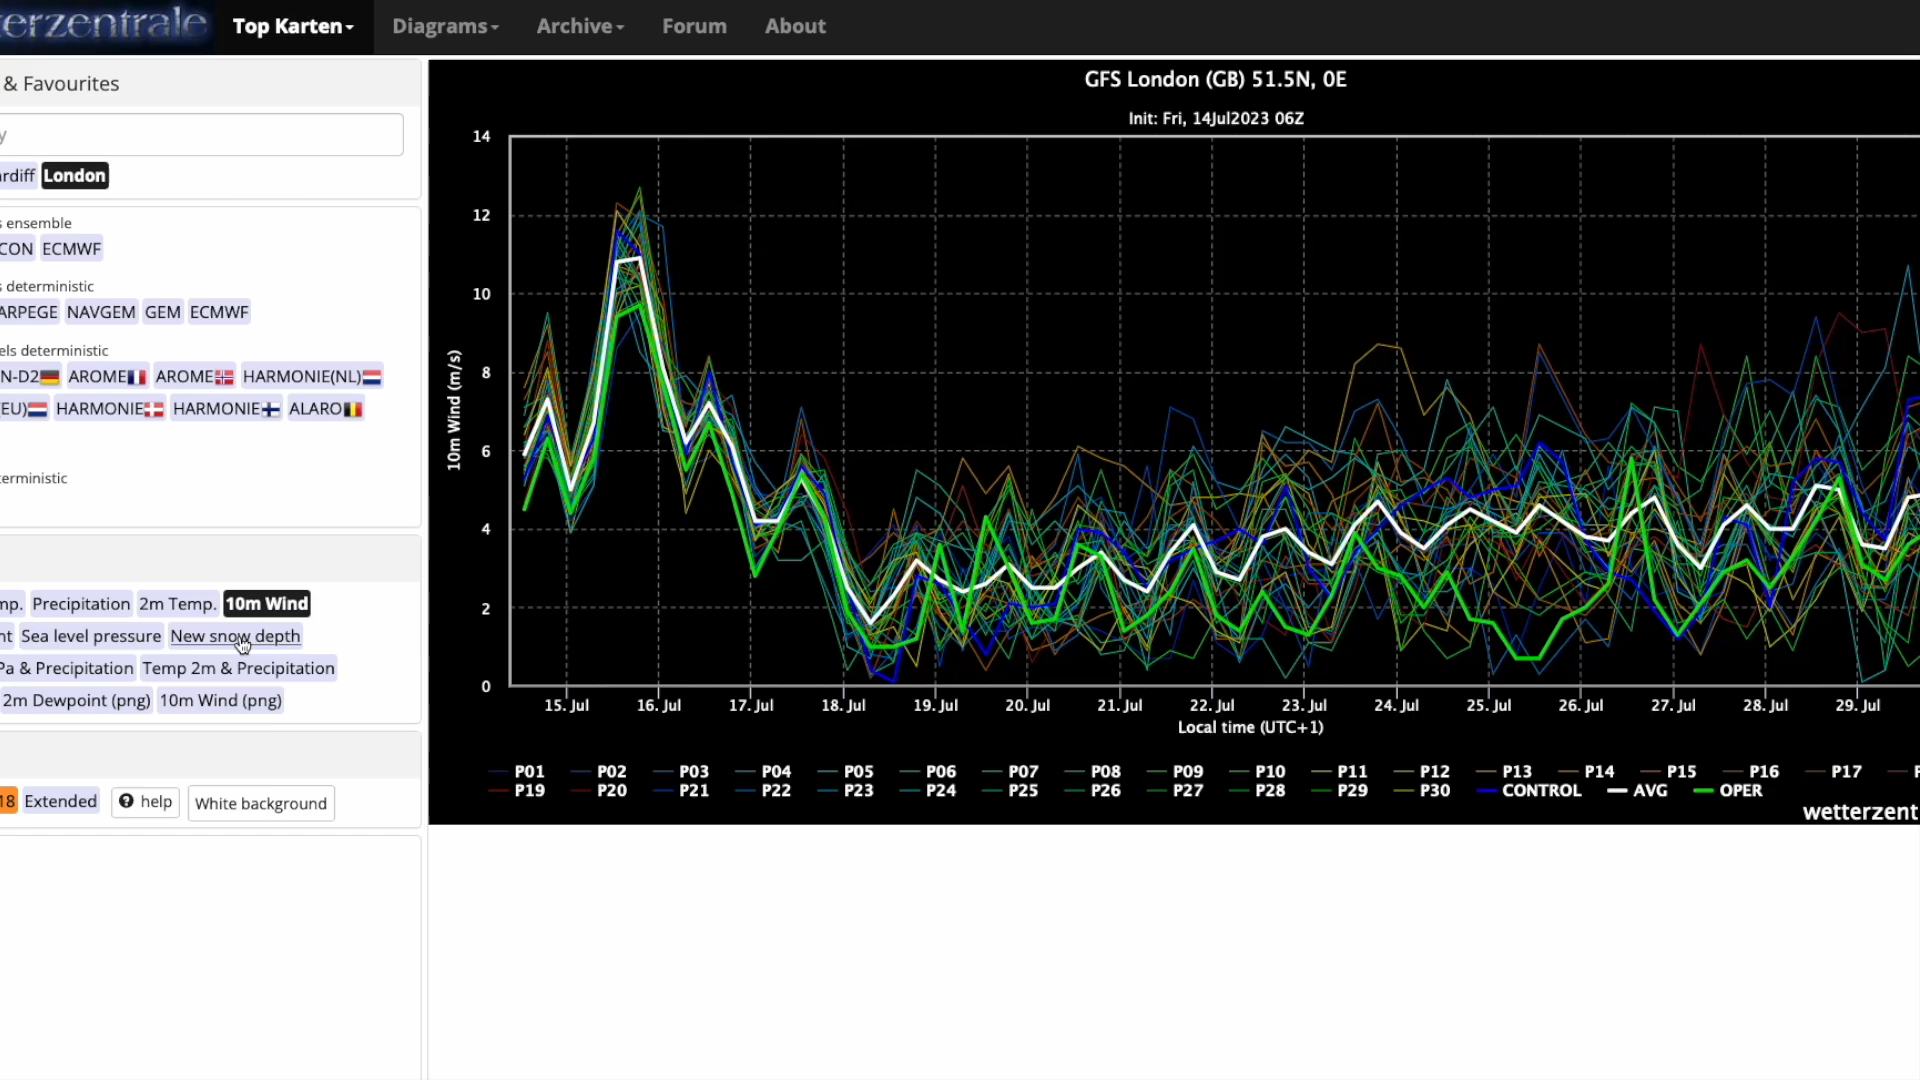 erzentrale Top Karten Diagrams Archive Forum About
& Favourites
y
rdiff London
s ensemble
CON ECMWF
s deterministic
ARPEGE NAVGEM GEM ECMWF
els deterministic
N-D2 AROME AROME HARMONIE(NL)
EU) HARMONIE HARMONIE ALARO
erministic
mp. Precipitation 2m Temp. 10m Wind
nt Sea level pressure New snow depth
Pa & Precipitation Temp 2m & Precipitation
2m Dewpoint (png) 10m Wind (png)
18 Extended help White background
GFS London (GB) 51.5N, 0E
Init: Fri, 14Jul2023 06Z
14
12
10
8
6
4
2
0
10m Wind (m/s)
15. Jul 16. Jul 17. Jul 18. Jul 19. Jul 20. Jul 21. Jul 22. Jul 23. Jul 24. Jul 25. Jul 26. Jul 27. Jul 28. Jul 29. Jul
Local time (UTC+1)
P01 P02 P03 P04 P05 P06 P07 P08 P09 P10 P11 P12 P13 P14 P15 P16 P17
P19 P20 P21 P22 P23 P24 P25 P26 P27 P28 P29 P30 CONTROL AVG OPER
wetterzent